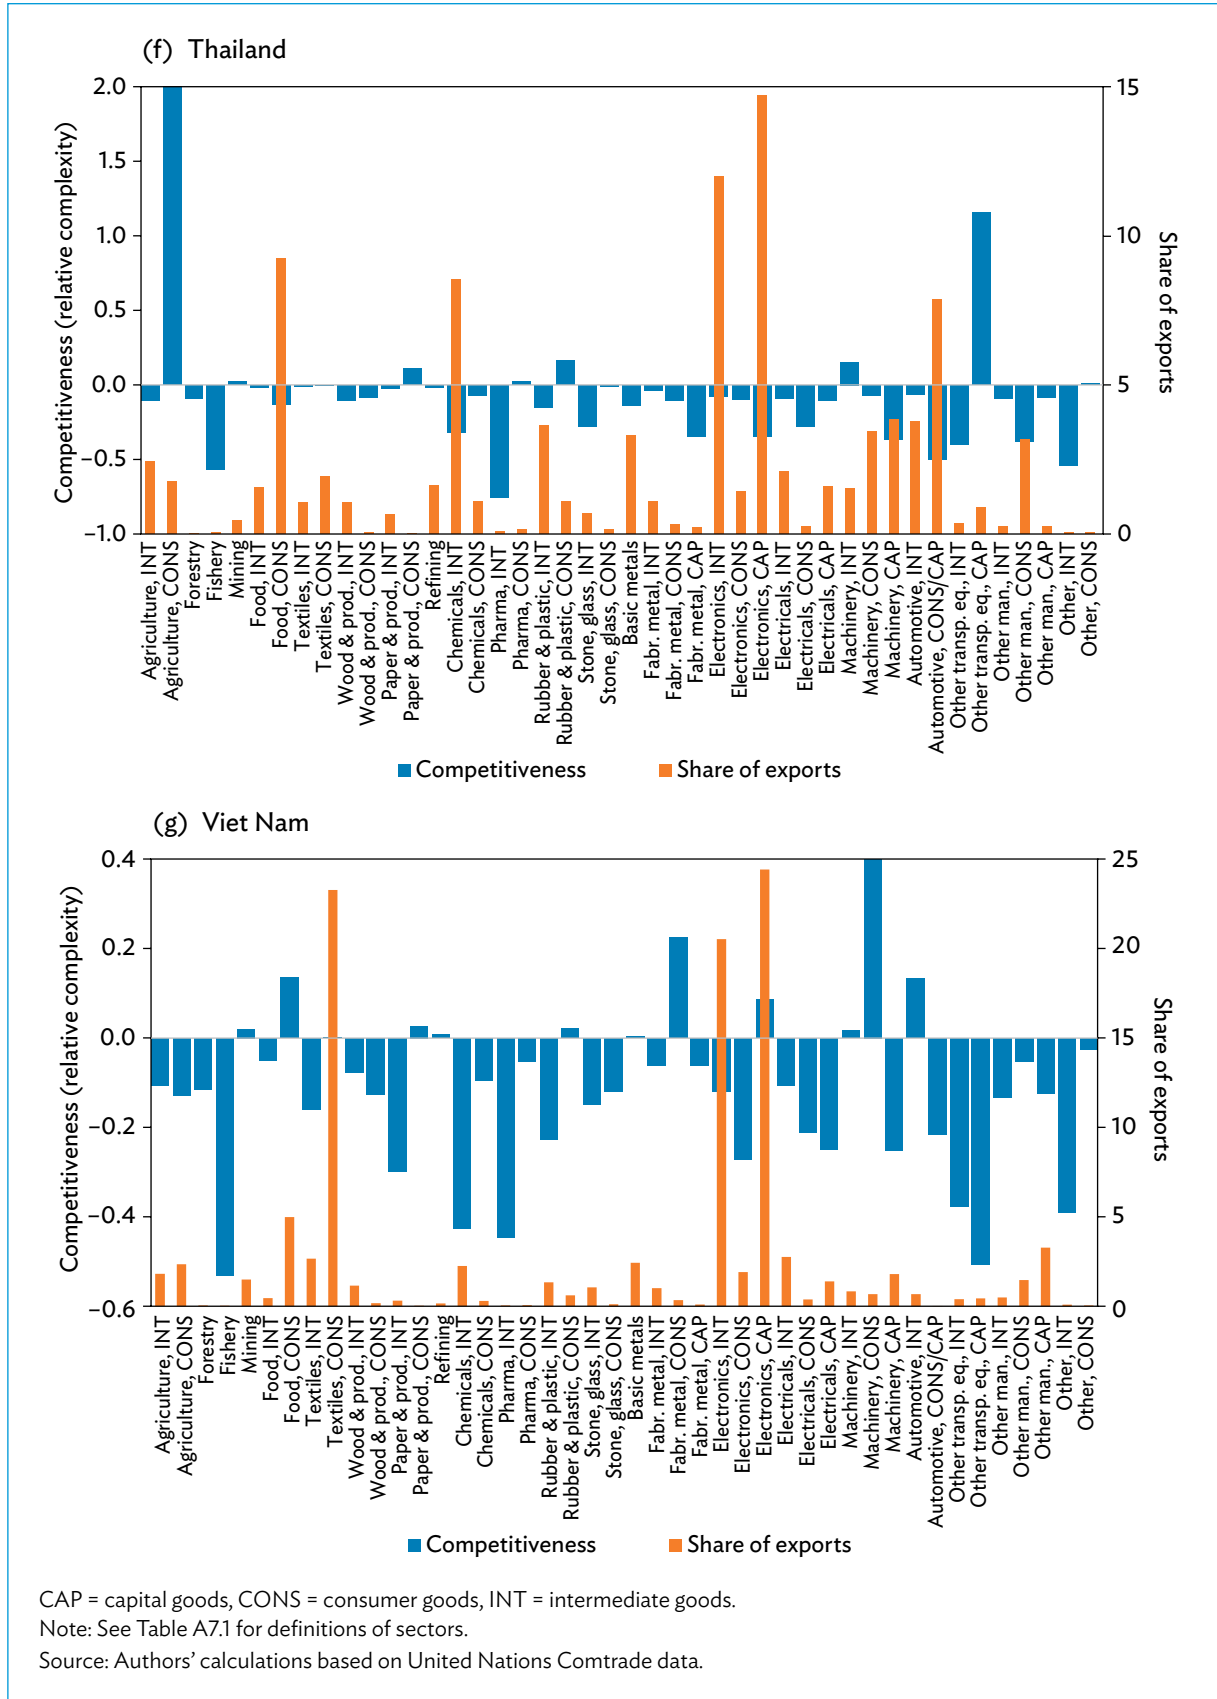 (f) Thailand
Competitiveness (relative complexity)
2.0
1.5
1.0
0.5
0.0
–0.5
–1.0
15
10
5
0
Share of exports
Agriculture, INT
Agriculture, CONS
Forestry
Fishery
Mining
Food, INT
Food, CONS
Textiles, INT
Textiles, CONS
Wood & prod., INT
Wood & prod., CONS
Paper & prod., INT
Paper & prod., CONS
Refining
Chemicals, INT
Chemicals, CONS
Pharma, INT
Pharma, CONS
Rubber & plastic, INT
Rubber & plastic, CONS
Stone, glass, INT
Stone, glass, CONS
Basic metals
Fabr. metal, INT
Fabr. metal, CONS
Fabr. metal, CAP
Electronics, INT
Electronics, CONS
Electronics, CAP
Electricals, INT
Electricals, CONS
Electricals, CAP
Machinery, INT
Machinery, CONS
Machinery, CAP
Automotive, INT
Automotive, CONS/CAP
Other transp. eq., INT
Other transp. eq., CAP
Other man., INT
Other man., CONS
Other man., CAP
Other, INT
Other, CONS
Competitiveness
Share of exports
(g) Viet Nam
Competitiveness (relative complexity)
0.4
0.2
0.0
–0.2
–0.4
–0.6
25
20
15
10
5
0
Share of exports
Agriculture, INT
Agriculture, CONS
Forestry
Fishery
Mining
Food, INT
Food, CONS
Textiles, INT
Textiles, CONS
Wood & prod., INT
Wood & prod., CONS
Paper & prod., INT
Paper & prod., CONS
Refining
Chemicals, INT
Chemicals, CONS
Pharma, INT
Pharma, CONS
Rubber & plastic, INT
Rubber & plastic, CONS
Stone, glass, INT
Stone, glass, CONS
Basic metals
Fabr. metal, INT
Fabr. metal, CONS
Fabr. metal, CAP
Electronics, INT
Electronics, CONS
Electronics, CAP
Electricals, INT
Electricals, CONS
Electricals, CAP
Machinery, INT
Machinery, CONS
Machinery, CAP
Automotive, INT
Automotive, CONS/CAP
Other transp. eq., INT
Other transp. eq., CAP
Other man., INT
Other man., CONS
Other man., CAP
Other, INT
Other, CONS
Competitiveness
Share of exports
CAP = capital goods, CONS = consumer goods, INT = intermediate goods.
Note: See Table A7.1 for definitions of sectors.
Source: Authors’ calculations based on United Nations Comtrade data.